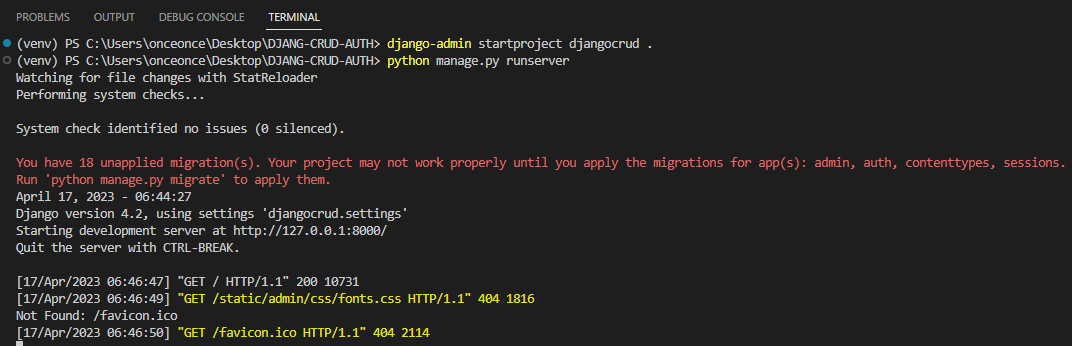 PROBLEMS OUTPUT DEBUG CONSOLE TERMINAL
(venv) PS C:\Users\onceonce\Desktop\DJANG-CRUD-AUTH> django-admin startproject djangocrud .
(venv) PS C:\Users\onceonce\Desktop\DJANG-CRUD-AUTH> python manage.py runserver
Watching for file changes with StatReloader
Performing system checks...
System check identified no issues (0 silenced).
You have 18 unapplied migration(s). Your project may not work properly until you apply the migrations for app(s): admin, auth, contenttypes, sessions.
Run 'python manage.py migrate' to apply them.
April 17, 2023 - 06:44:27
Django version 4.2, using settings 'djangocrud.settings'
Starting development server at http://127.0.0.1:8000/
Quit the server with CTRL-BREAK.
[17/Apr/2023 06:46:47] "GET / HTTP/1.1" 200 10731
[17/Apr/2023 06:46:49] "GET /static/admin/css/fonts.css HTTP/1.1" 404 1816
Not Found: /favicon.ico
[17/Apr/2023 06:46:50] "GET /favicon.ico HTTP/1.1" 404 2114